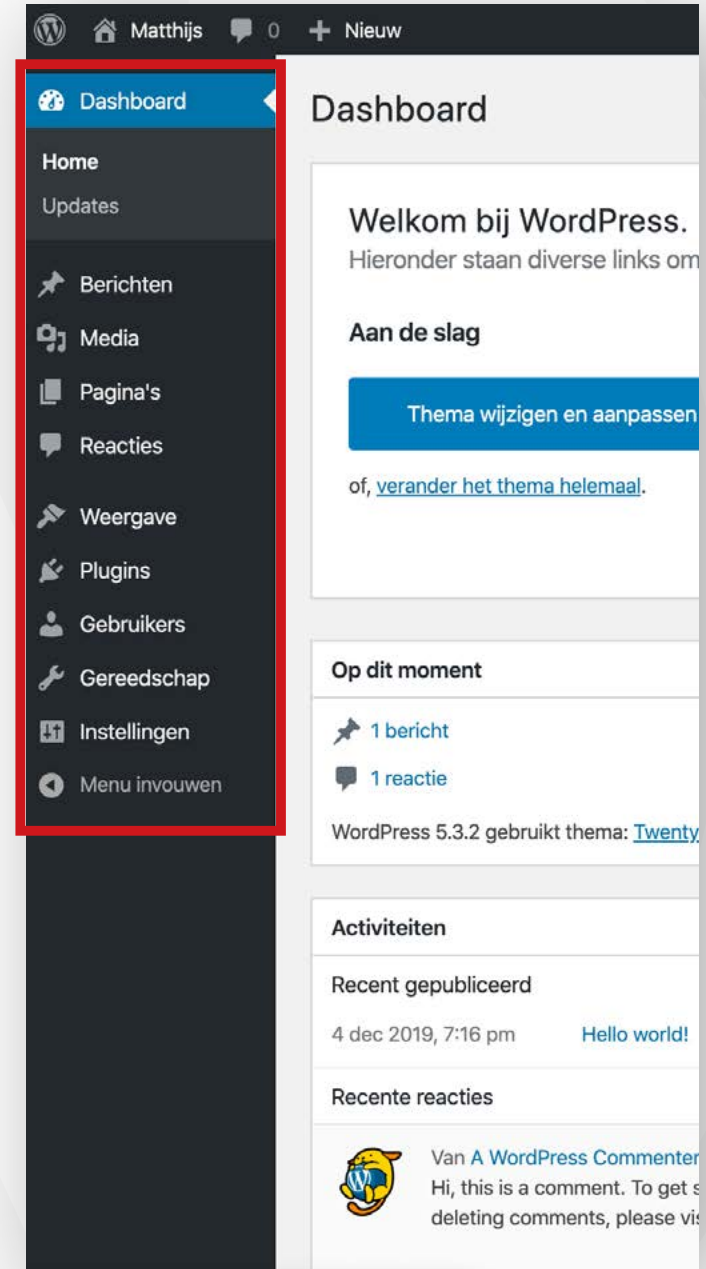 Matthijs 0 Nieuw
Dashboard
Home
Updates
Berichten
Media
Pagina's
Reacties
Weergave
Plugins
Gebruikers
Gereedschap
Instellingen
Menu invouwen
Dashboard
Welkom bij WordPress.
Hieronder staan diverse links om
Aan de slag
Thema wijzigen en aanpassen
of, verander het thema helemaal.
Op dit moment
1 bericht
1 reactie
WordPress 5.3.2 gebruikt thema: Twenty
Activiteiten
Recent gepubliceerd
4 dec 2019, 7:16 pm Hello world!
Recente reacties
Van A WordPress Commenter
Hi, this is a comment. To get s
deleting comments, please vis